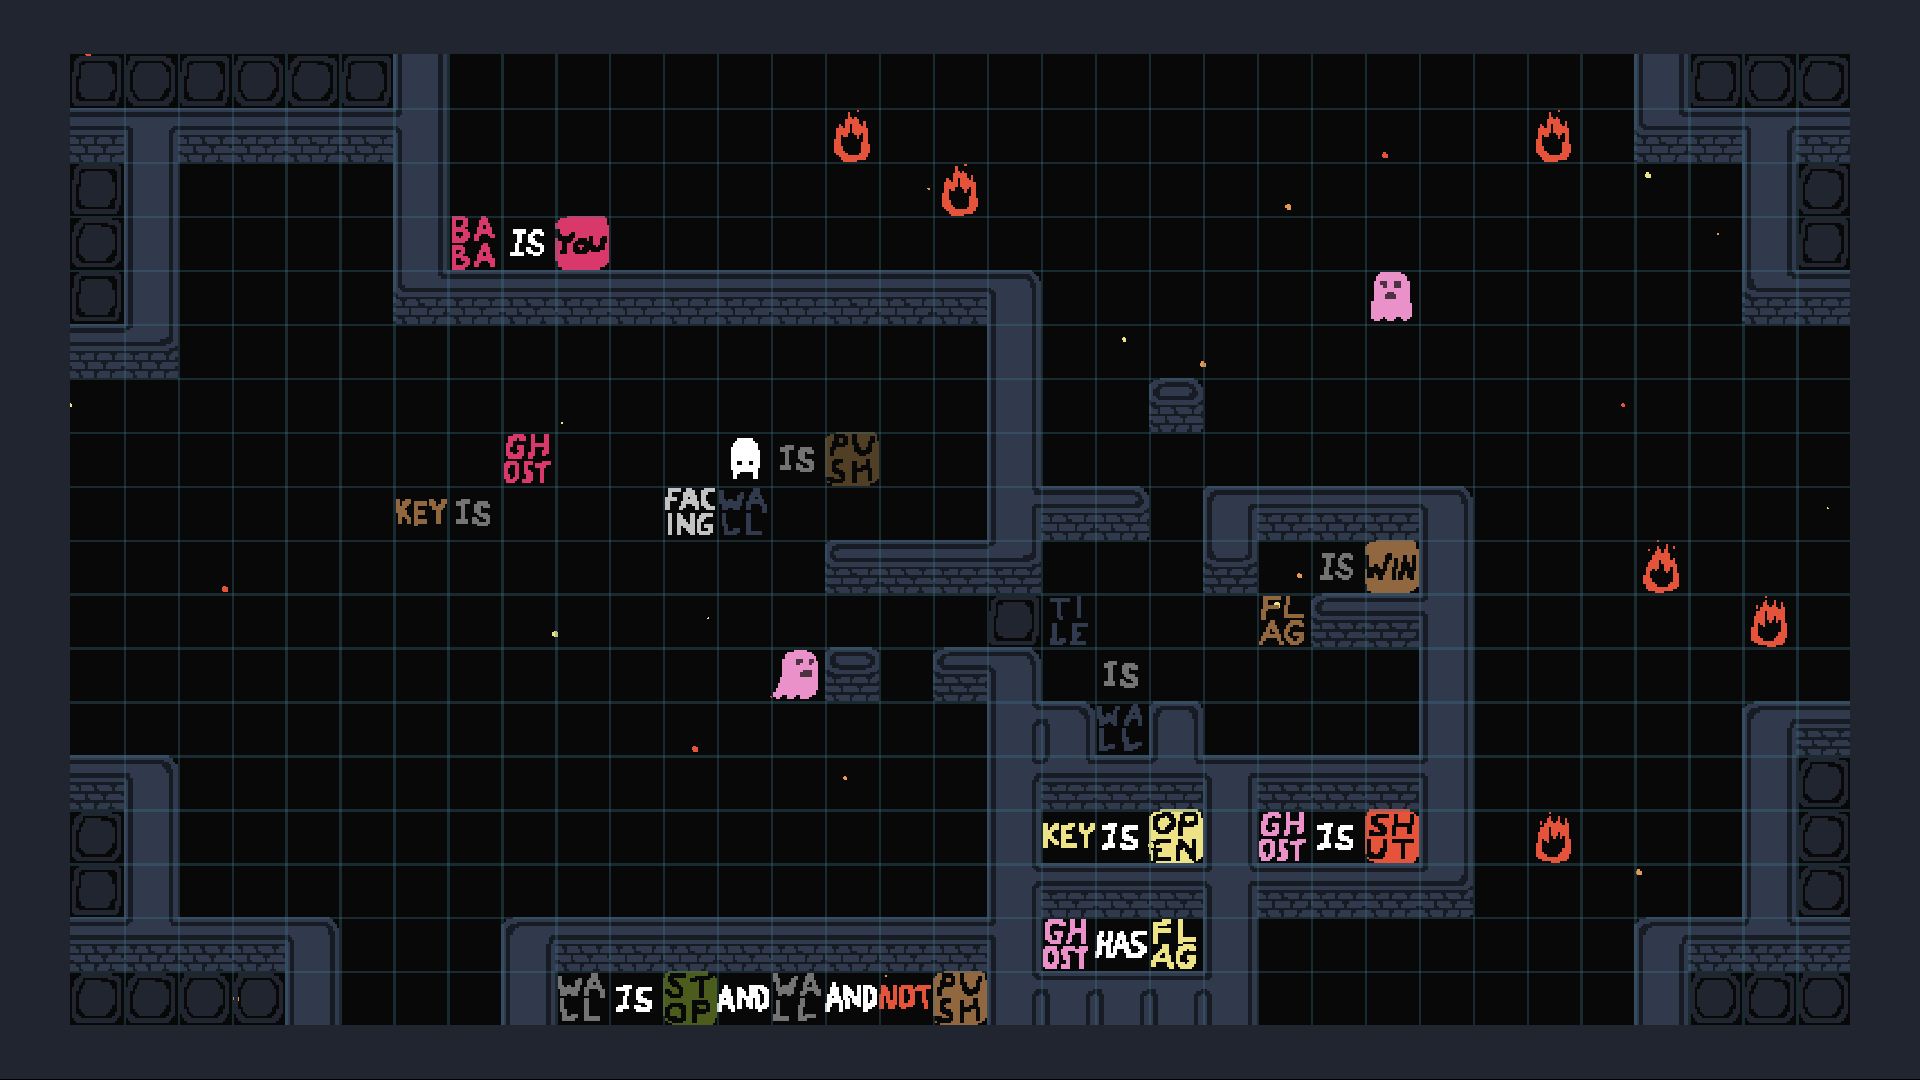 BABA IS YOU
GHOST IS PUSH
KEY IS FACING WALL
IS WIN
TILE FLAG
IS
WALL
KEY IS OPEN GHOST IS SHUT
GHOST HAS FLAG
WALL IS STOP AND WALL AND NOT PUSH